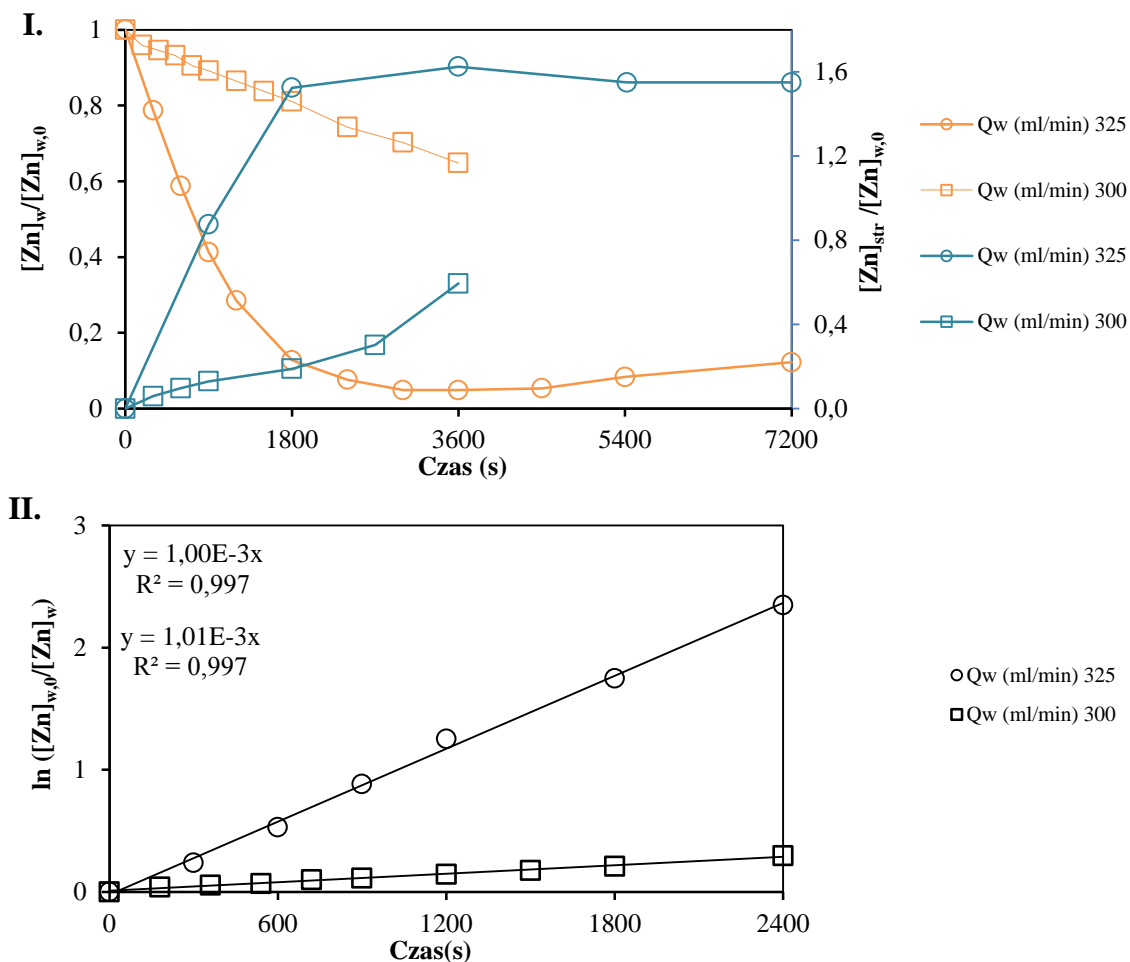 I.
1
0,8
0,6
0,4
0,2
0
[Zn]w/[Zn]w,0
1,6
1,2
0,8
0,4
0,0
[Zn]str /[Zn]w,0
0 1800 3600 5400 7200
Czas (s)
Qw (ml/min) 325
Qw (ml/min) 300
Qw (ml/min) 325
Qw (ml/min) 300
II.
3
2
1
0
ln ([Zn]w,0/[Zn]w)
y = 1,00E-3x
R² = 0,997
y = 1,01E-3x
R² = 0,997
0 600 1200 1800 2400
Czas(s)
Qw (ml/min) 325
Qw (ml/min) 300